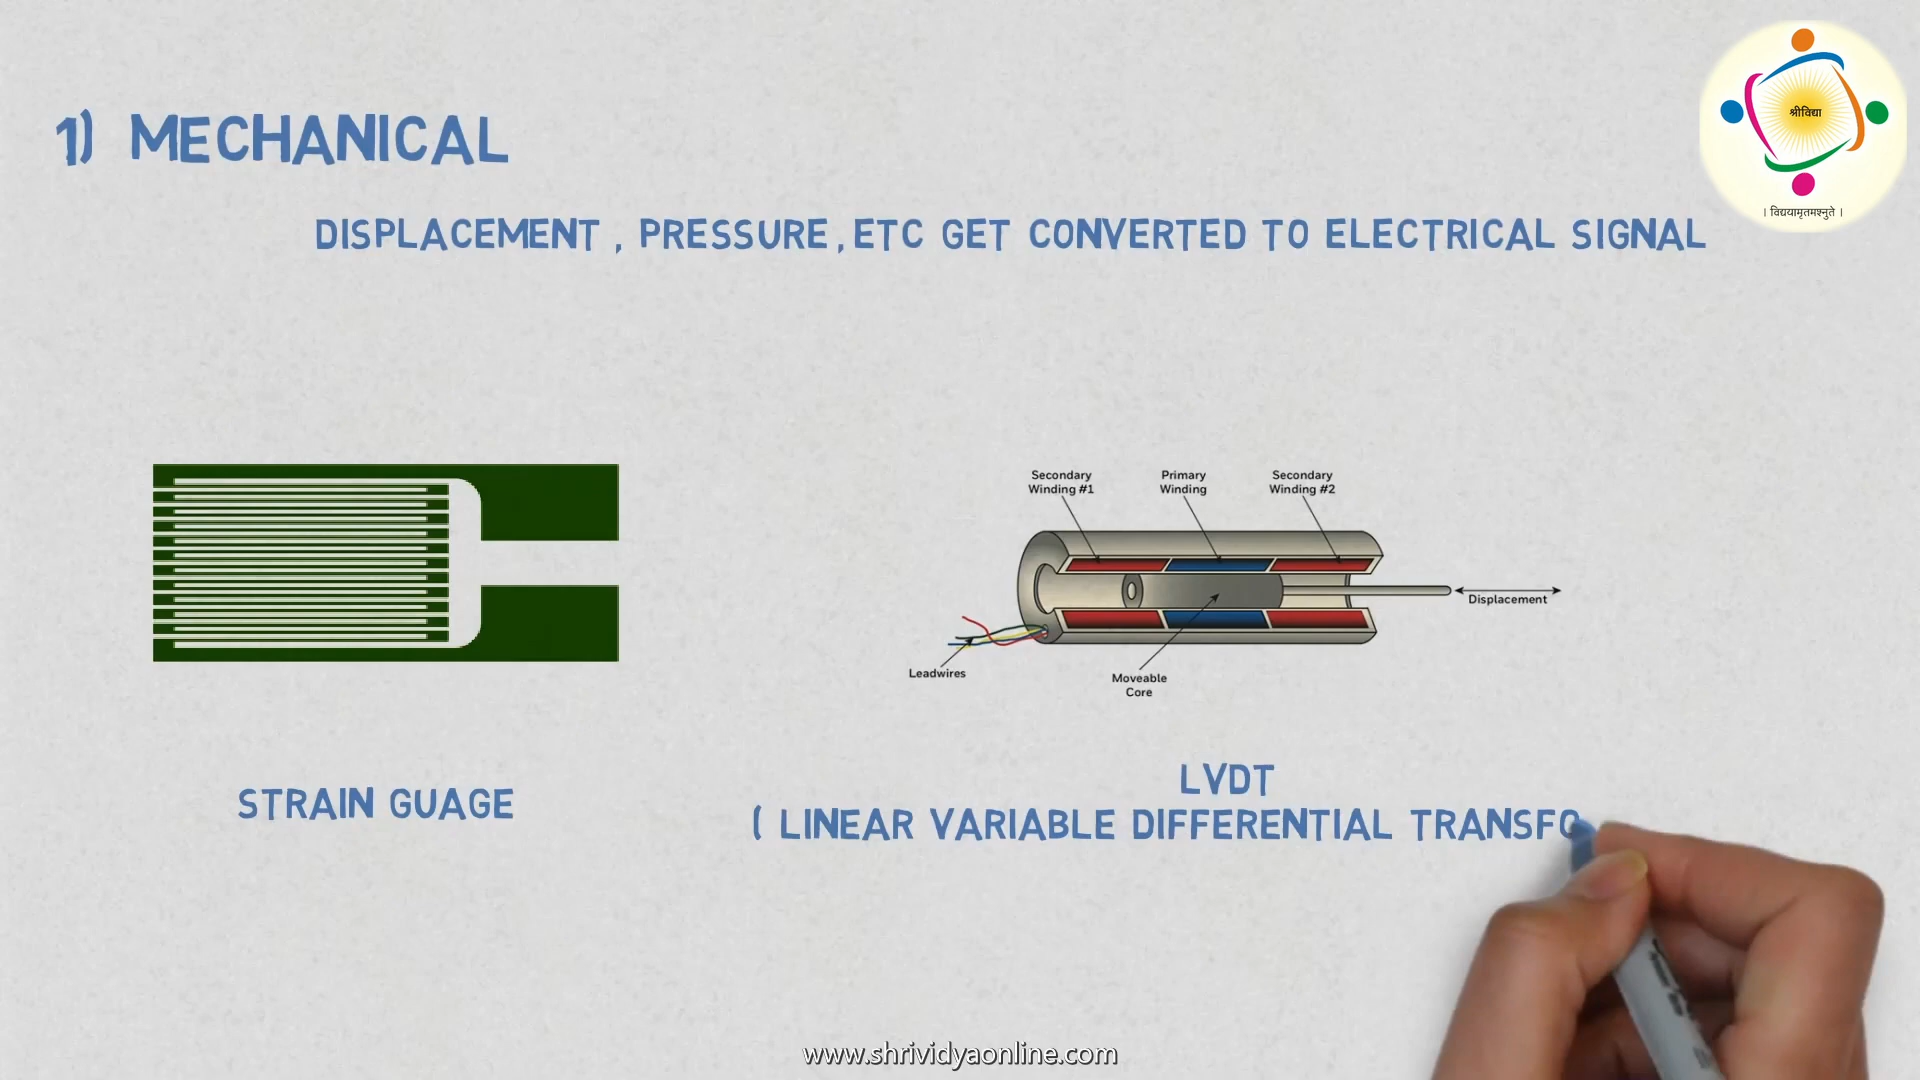 श्रीविद्या
। विद्ययामृतमश्नुते ।
1) MECHANICAL
DISPLACEMENT , PRESSURE , ETC GET CONVERTED TO ELECTRICAL SIGNAL
Secondary
Winding #1
Primary
Winding
Secondary
Winding #2
Displacement
Leadwires
Moveable
Core
STRAIN GUAGE
LVDT
( LINEAR VARIABLE DIFFERENTIAL TRANSFO
www.shrividyaonline.com